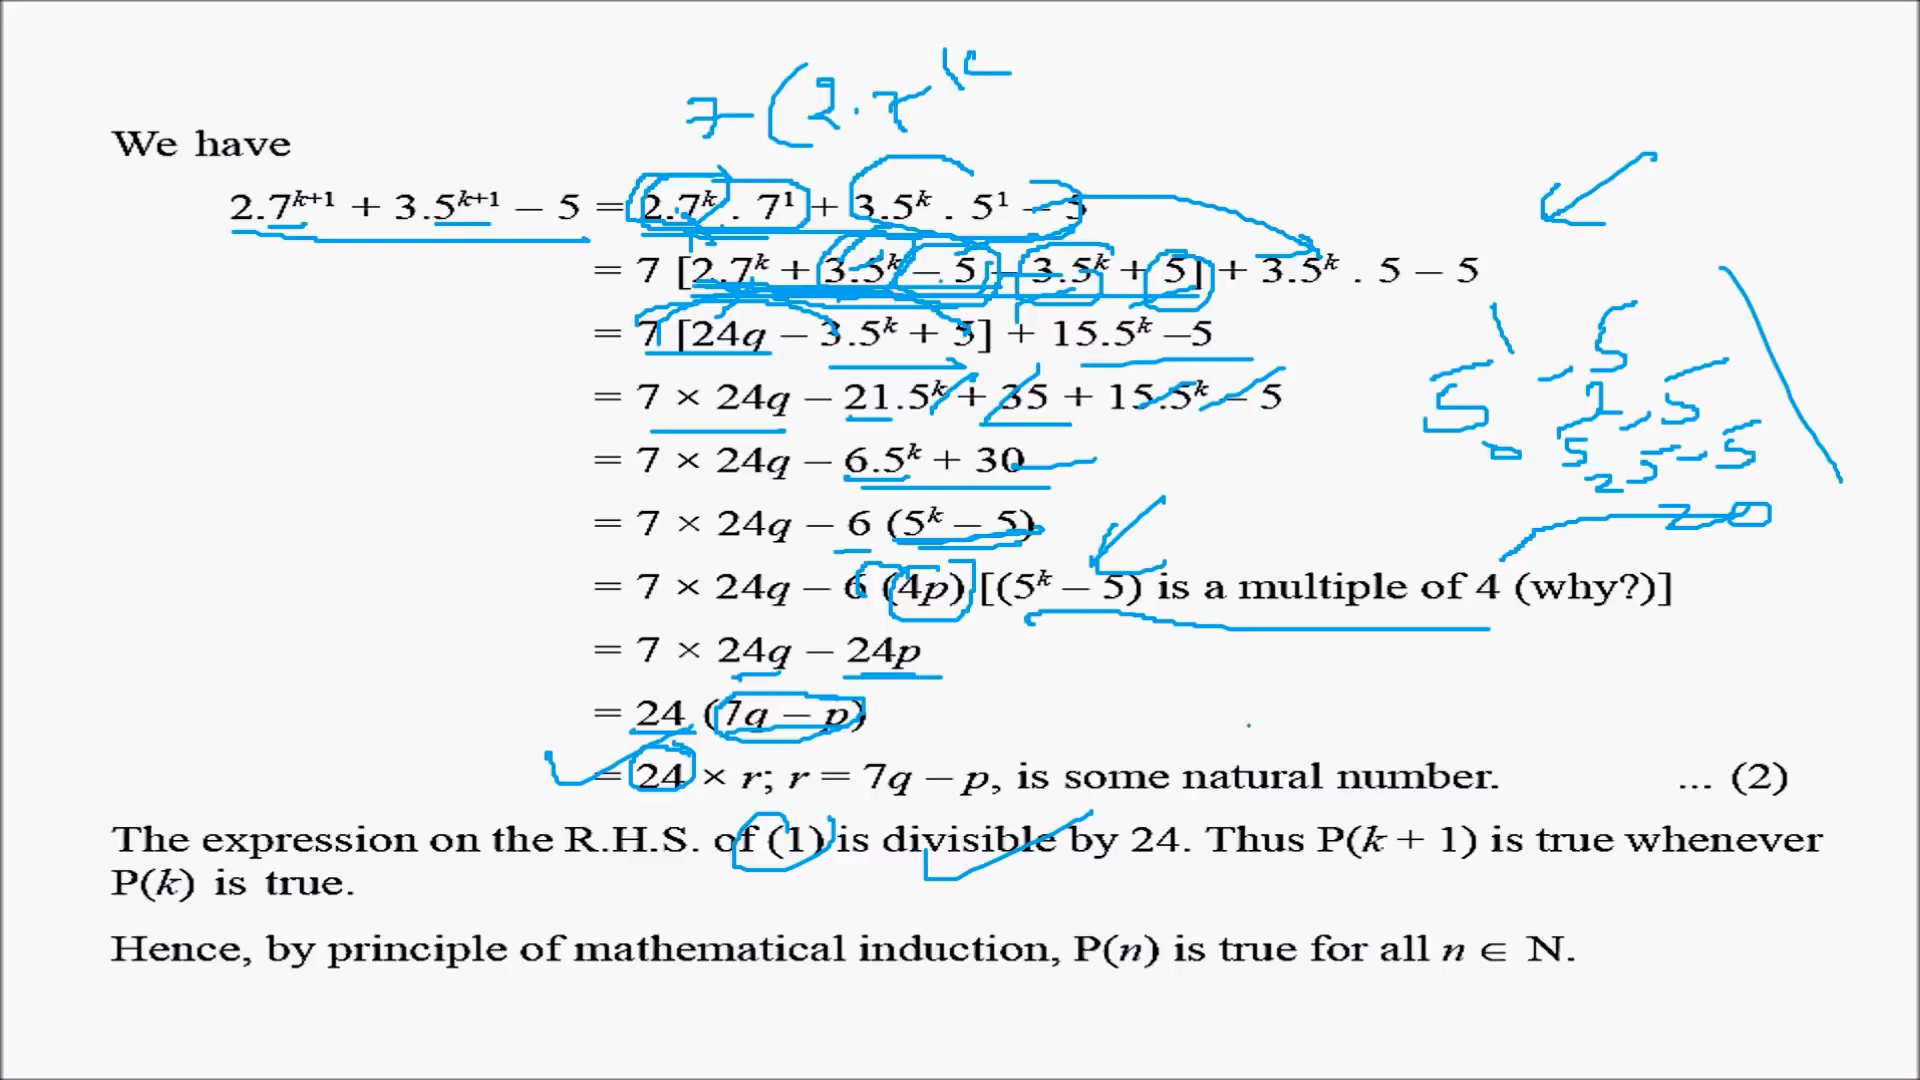 7 (2.7^k
We have
2.7^{k+1} + 3.5^{k+1} – 5 = 2.7^k . 7^1 + 3.5^k . 5^1 – 5
= 7 [2.7^k + 3.5^k – 5 – 3.5^k + 5] + 3.5^k . 5 – 5
= 7 [24q – 3.5^k + 5] + 15.5^k –5
= 7 × 24q – 21.5^k + 35 + 15.5^k – 5
= 7 × 24q – 6.5^k + 30
= 7 × 24q – 6 (5^k – 5)
= 7 × 24q – 6 (4p) [(5^k – 5) is a multiple of 4 (why?)]
= 7 × 24q – 24p
= 24 (7q – p)
= 24 × r; r = 7q – p, is some natural number. ... (2)
The expression on the R.H.S. of (1) is divisible by 24. Thus P(k + 1) is true whenever
P(k) is true.
Hence, by principle of mathematical induction, P(n) is true for all n ∈ N.